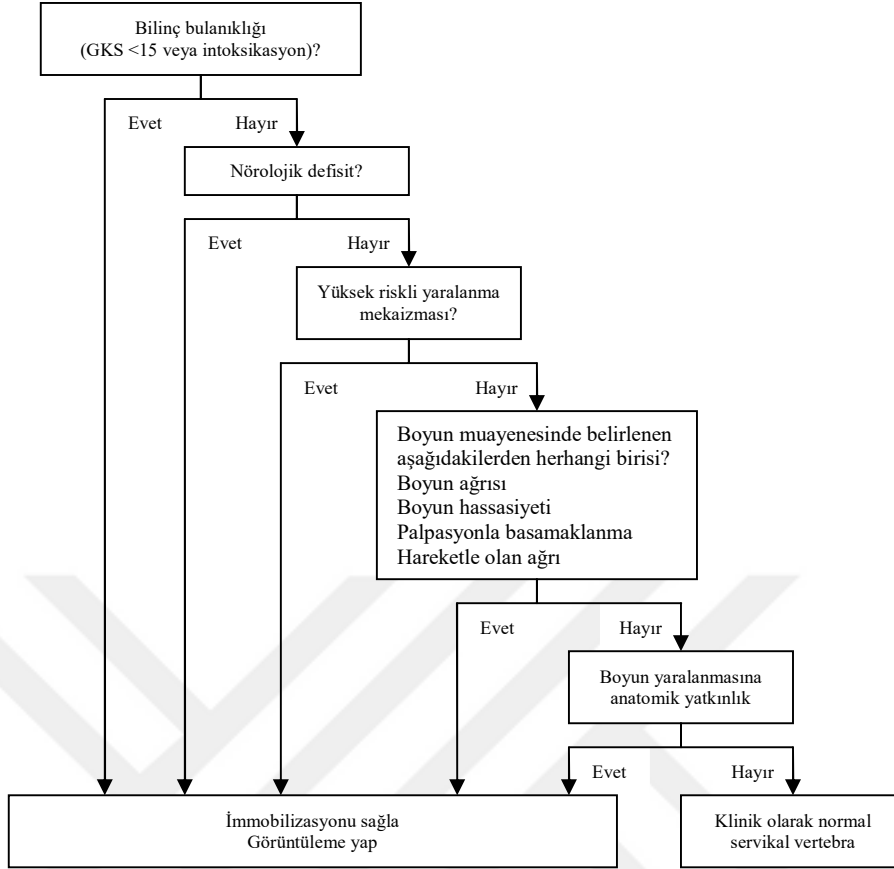 Bilinç bulanıklığı
(GKS <15 veya intoksikasyon)?
Evet
Hayır
Nörolojik defisit?
Evet
Hayır
Yüksek riskli yaralanma
mekaizması?
Evet
Hayır
Boyun muayenesinde belirlenen
aşağıdakilerden herhangi birisi?
Boyun ağrısı
Boyun hassasiyeti
Palpasyonla basamaklanma
Hareketle olan ağrı
Evet
Hayır
Boyun yaralanmasına
anatomik yatkınlık
Evet
Hayır
İmmobilizasyonu sağla
Görüntüleme yap
Klinik olarak normal
servikal vertebra